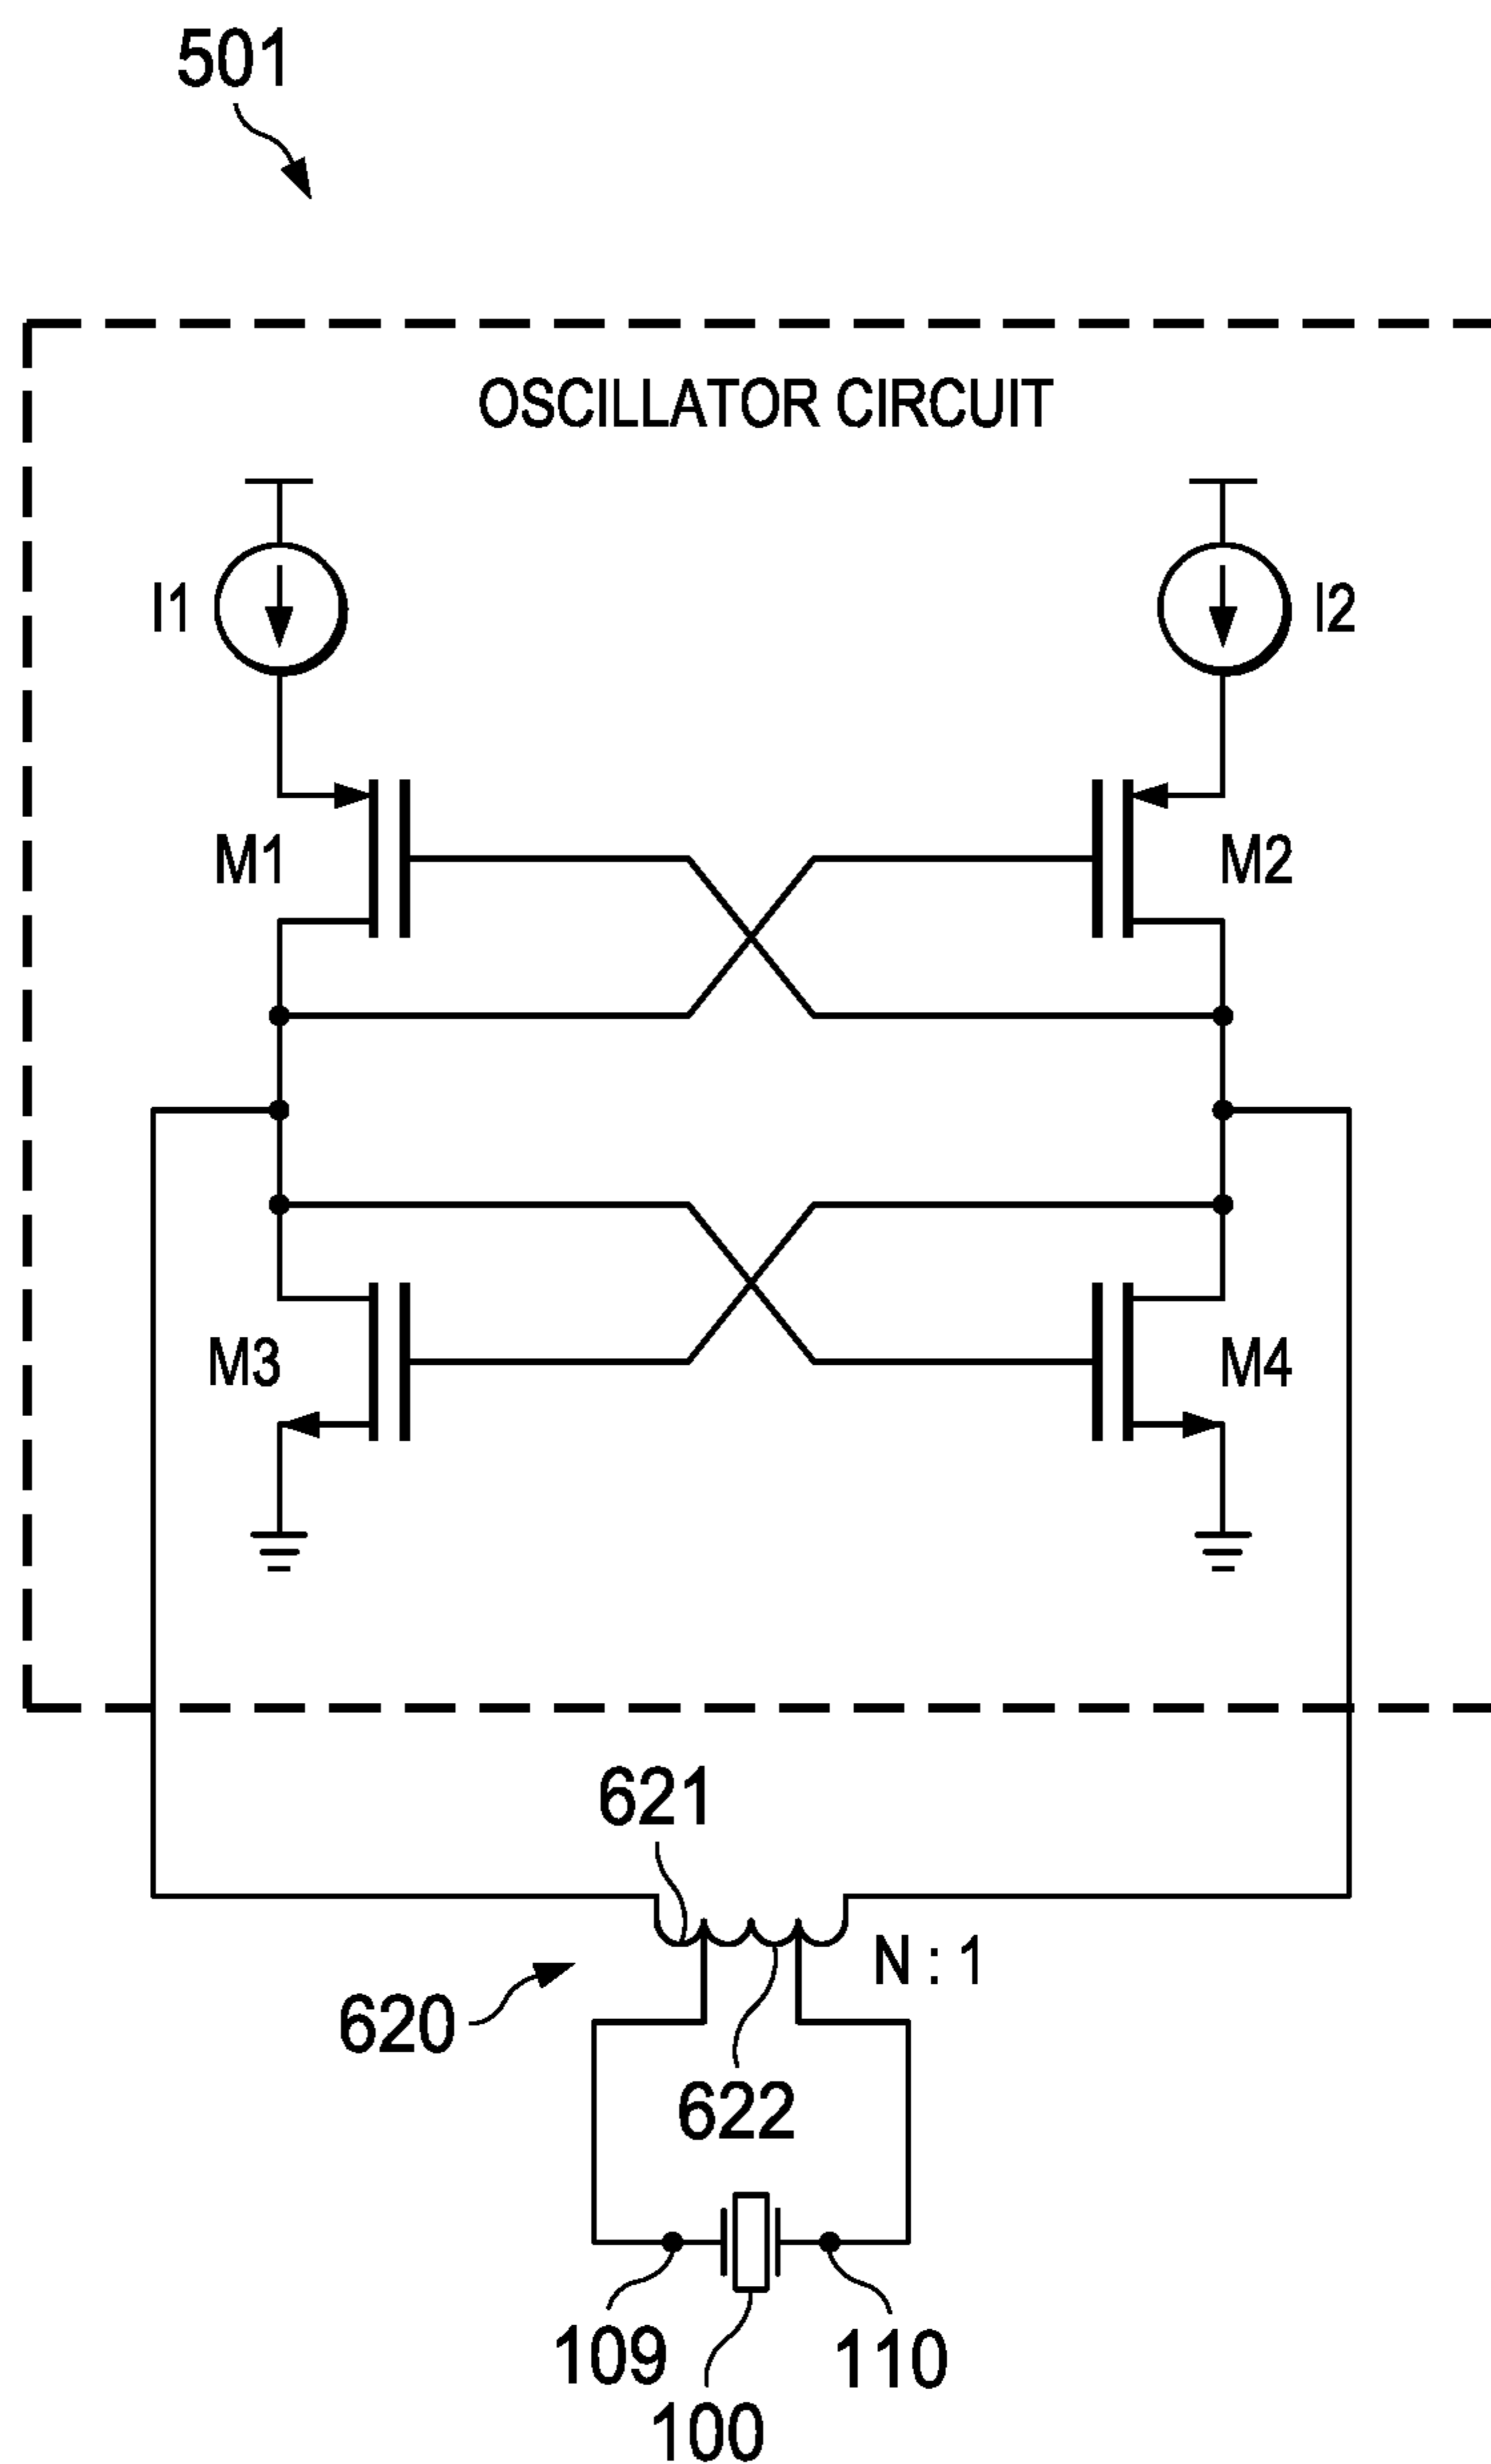 501
OSCILLATOR CIRCUIT
I1
I2
M1
M2
M3
M4
621
N : 1
620
622
109
110
100